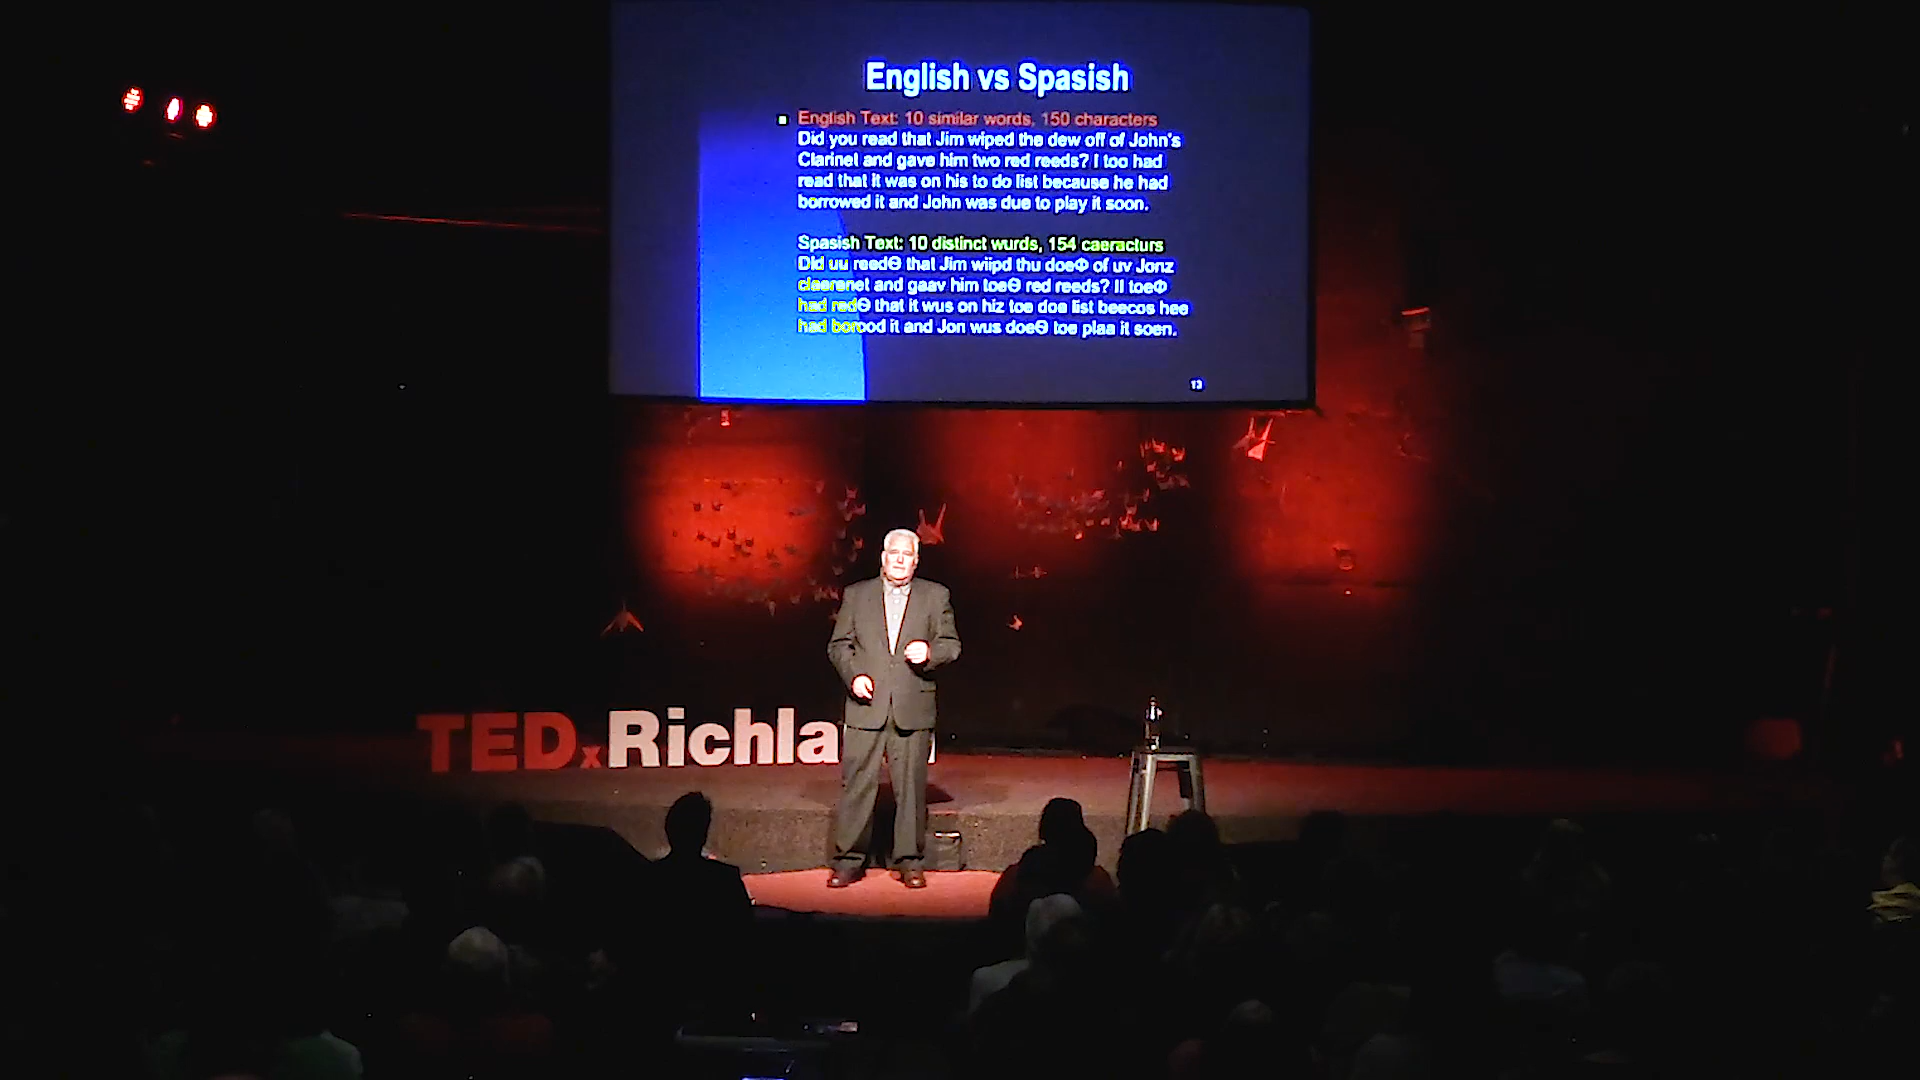 English vs Spasish
English Text: 10 similar words, 150 characters
Did you read that Jim wiped the dew off of John's
Clarinet and gave him two red reeds? I too had
read that it was on his to do list because he had
borrowed it and John was due to play it soon.
Spasish Text: 10 distinct wurds, 154 caeracturs
Did uu reedΘ that Jim wiipd thu doeΦ of uv Jonz
claerenet and gaav him toeΘ red reeds? II toeΦ
had redΘ that it wus on hiz toe doe list beecos hee
had borood it and Jon wus doeΘ toe plaa it soen.
13
TEDxRichla